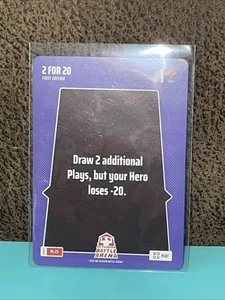 2 FOR 20
FIRST EDITION
Draw 2 additional
Plays, but your Hero
loses -20.
BATTLE
ARENA
PLAY